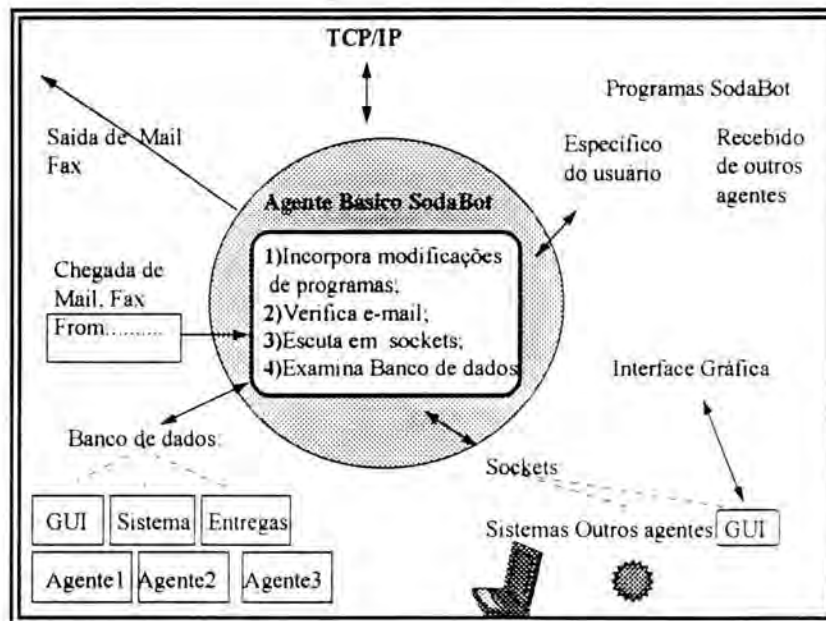 TCP/IP
Programas SodaBot
Saida de Mail
Fax
Especifico
do usuário
Recebido
de outros
agentes
Agente Básico SodaBot
1)Incorpora modificações
de programas;
2)Verifica e-mail;
3)Escuta em sockets;
4)Examina Banco de dados
Chegada de
Mail, Fax
From...........
Interface Gráfica
Banco de dados:
Sockets
GUI Sistema Entregas
Agente1 Agente2 Agente3
Sistemas Outros agentes GUI